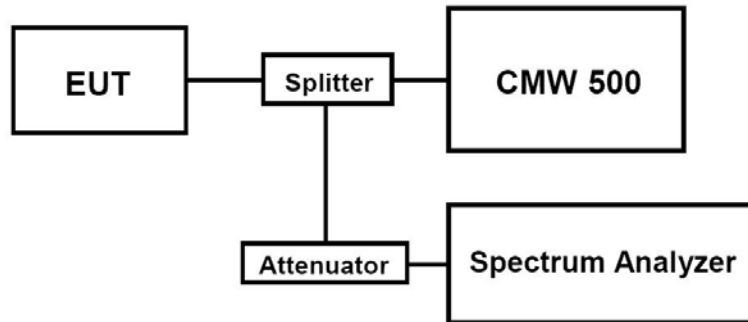 EUT
Splitter
CMW 500
Attenuator
Spectrum Analyzer